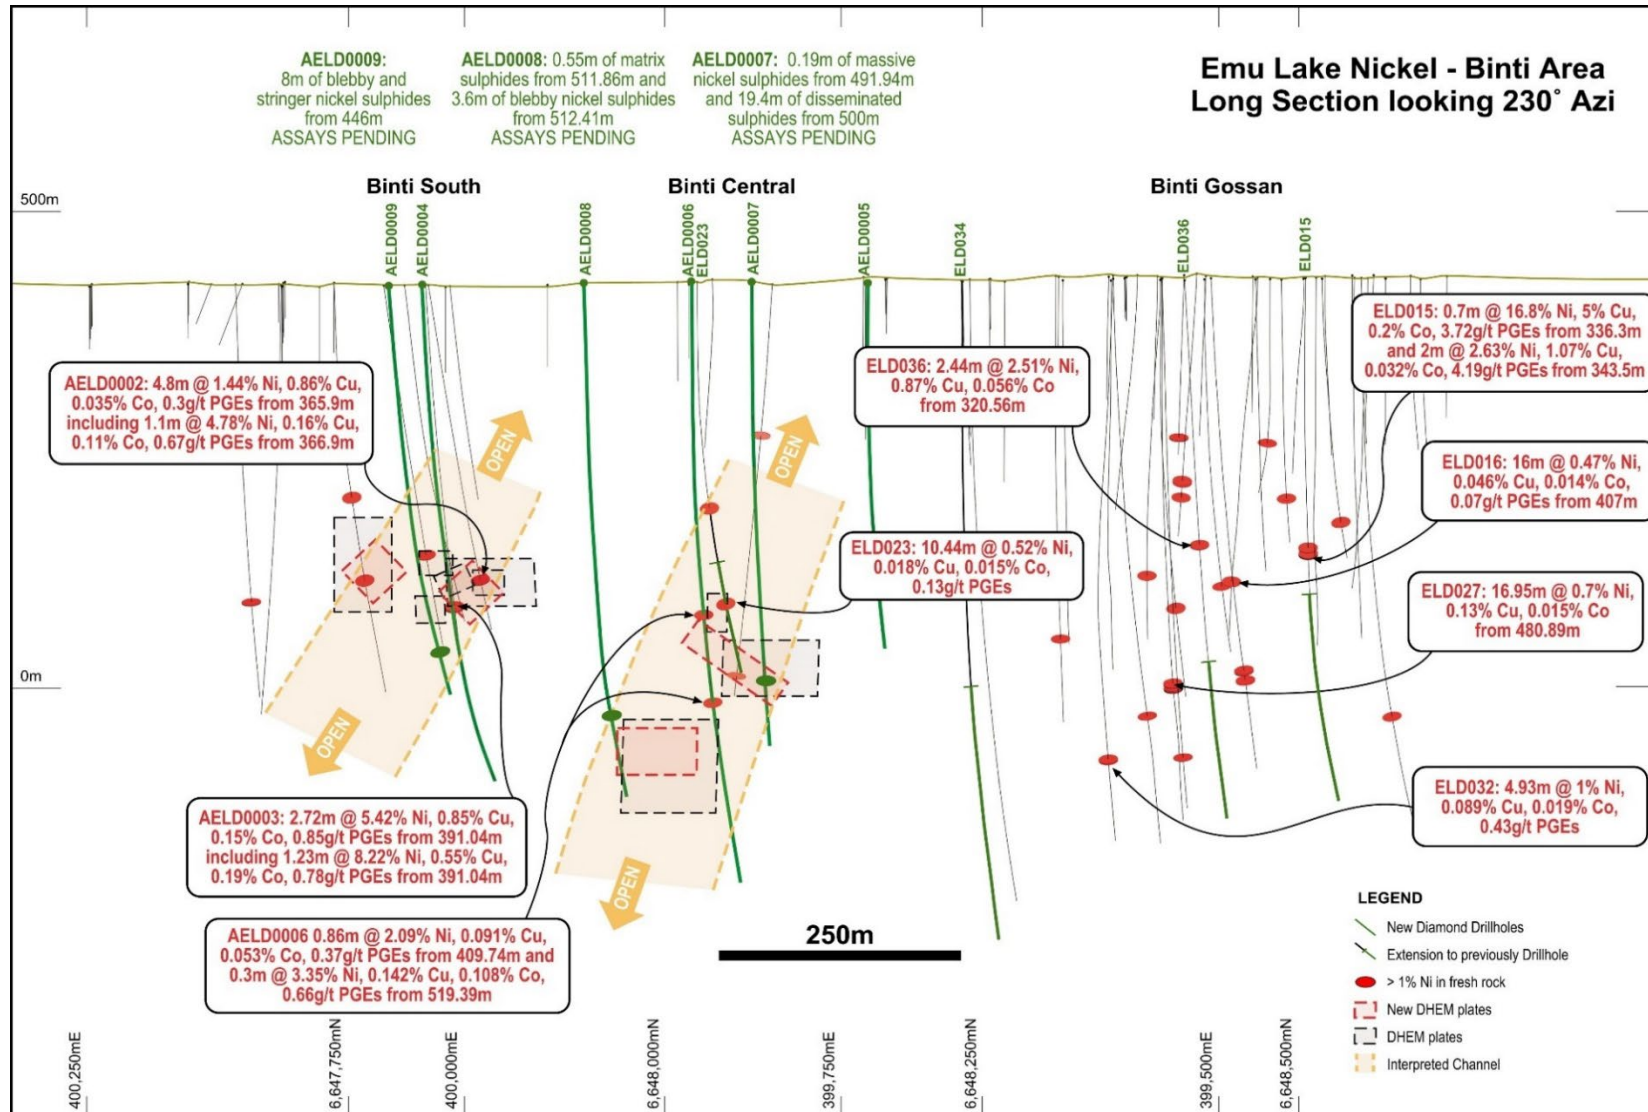 Emu Lake Nickel - Binti Area
Long Section looking 230˚ Azi
AELD0009:
8m of blebby and
stringer nickel sulphides
from 446m
ASSAYS PENDING
AELD0008: 0.55m of matrix
sulphides from 511.86m and
3.6m of blebby nickel sulphides
from 512.41m
ASSAYS PENDING
AELD0007: 0.19m of massive
nickel sulphides from 491.94m
and 19.4m of disseminated
sulphides from 500m
ASSAYS PENDING
Binti South
Binti Central
Binti Gossan
500m
AELD0009
AELD0004
AELD0008
AELD0006
ELD023
AELD0007
AELD0005
ELD034
ELD036
ELD015
AELD0002: 4.8m @ 1.44% Ni, 0.86% Cu,
0.035% Co, 0.3g/t PGEs from 365.9m
including 1.1m @ 4.78% Ni, 0.16% Cu,
0.11% Co, 0.67g/t PGEs from 366.9m
ELD036: 2.44m @ 2.51% Ni,
0.87% Cu, 0.056% Co
from 320.56m
ELD015: 0.7m @ 16.8% Ni, 5% Cu,
0.2% Co, 3.72g/t PGEs from 336.3m
and 2m @ 2.63% Ni, 1.07% Cu,
0.032% Co, 4.19g/t PGEs from 343.5m
OPEN
OPEN
ELD016: 16m @ 0.47% Ni,
0.046% Cu, 0.014% Co,
0.07g/t PGEs from 407m
ELD023: 10.44m @ 0.52% Ni,
0.018% Cu, 0.015% Co,
0.13g/t PGEs
ELD027: 16.95m @ 0.7% Ni,
0.13% Cu, 0.015% Co
from 480.89m
0m
OPEN
OPEN
ELD032: 4.93m @ 1% Ni,
0.089% Cu, 0.019% Co,
0.43g/t PGEs
AELD0003: 2.72m @ 5.42% Ni, 0.85% Cu,
0.15% Co, 0.85g/t PGEs from 391.04m
including 1.23m @ 8.22% Ni, 0.55% Cu,
0.19% Co, 0.78g/t PGEs from 391.04m
AELD0006 0.86m @ 2.09% Ni, 0.091% Cu,
0.053% Co, 0.37g/t PGEs from 409.74m and
0.3m @ 3.35% Ni, 0.142% Cu, 0.108% Co,
0.66g/t PGEs from 519.39m
250m
LEGEND
New Diamond Drillholes
Extension to previously Drillhole
> 1% Ni in fresh rock
New DHEM plates
DHEM plates
Interpreted Channel
400,250mE
6,647,750mN
400,000mE
6,648,000mN
399,750mE
6,648,250mN
399,500mE
6,648,500mN